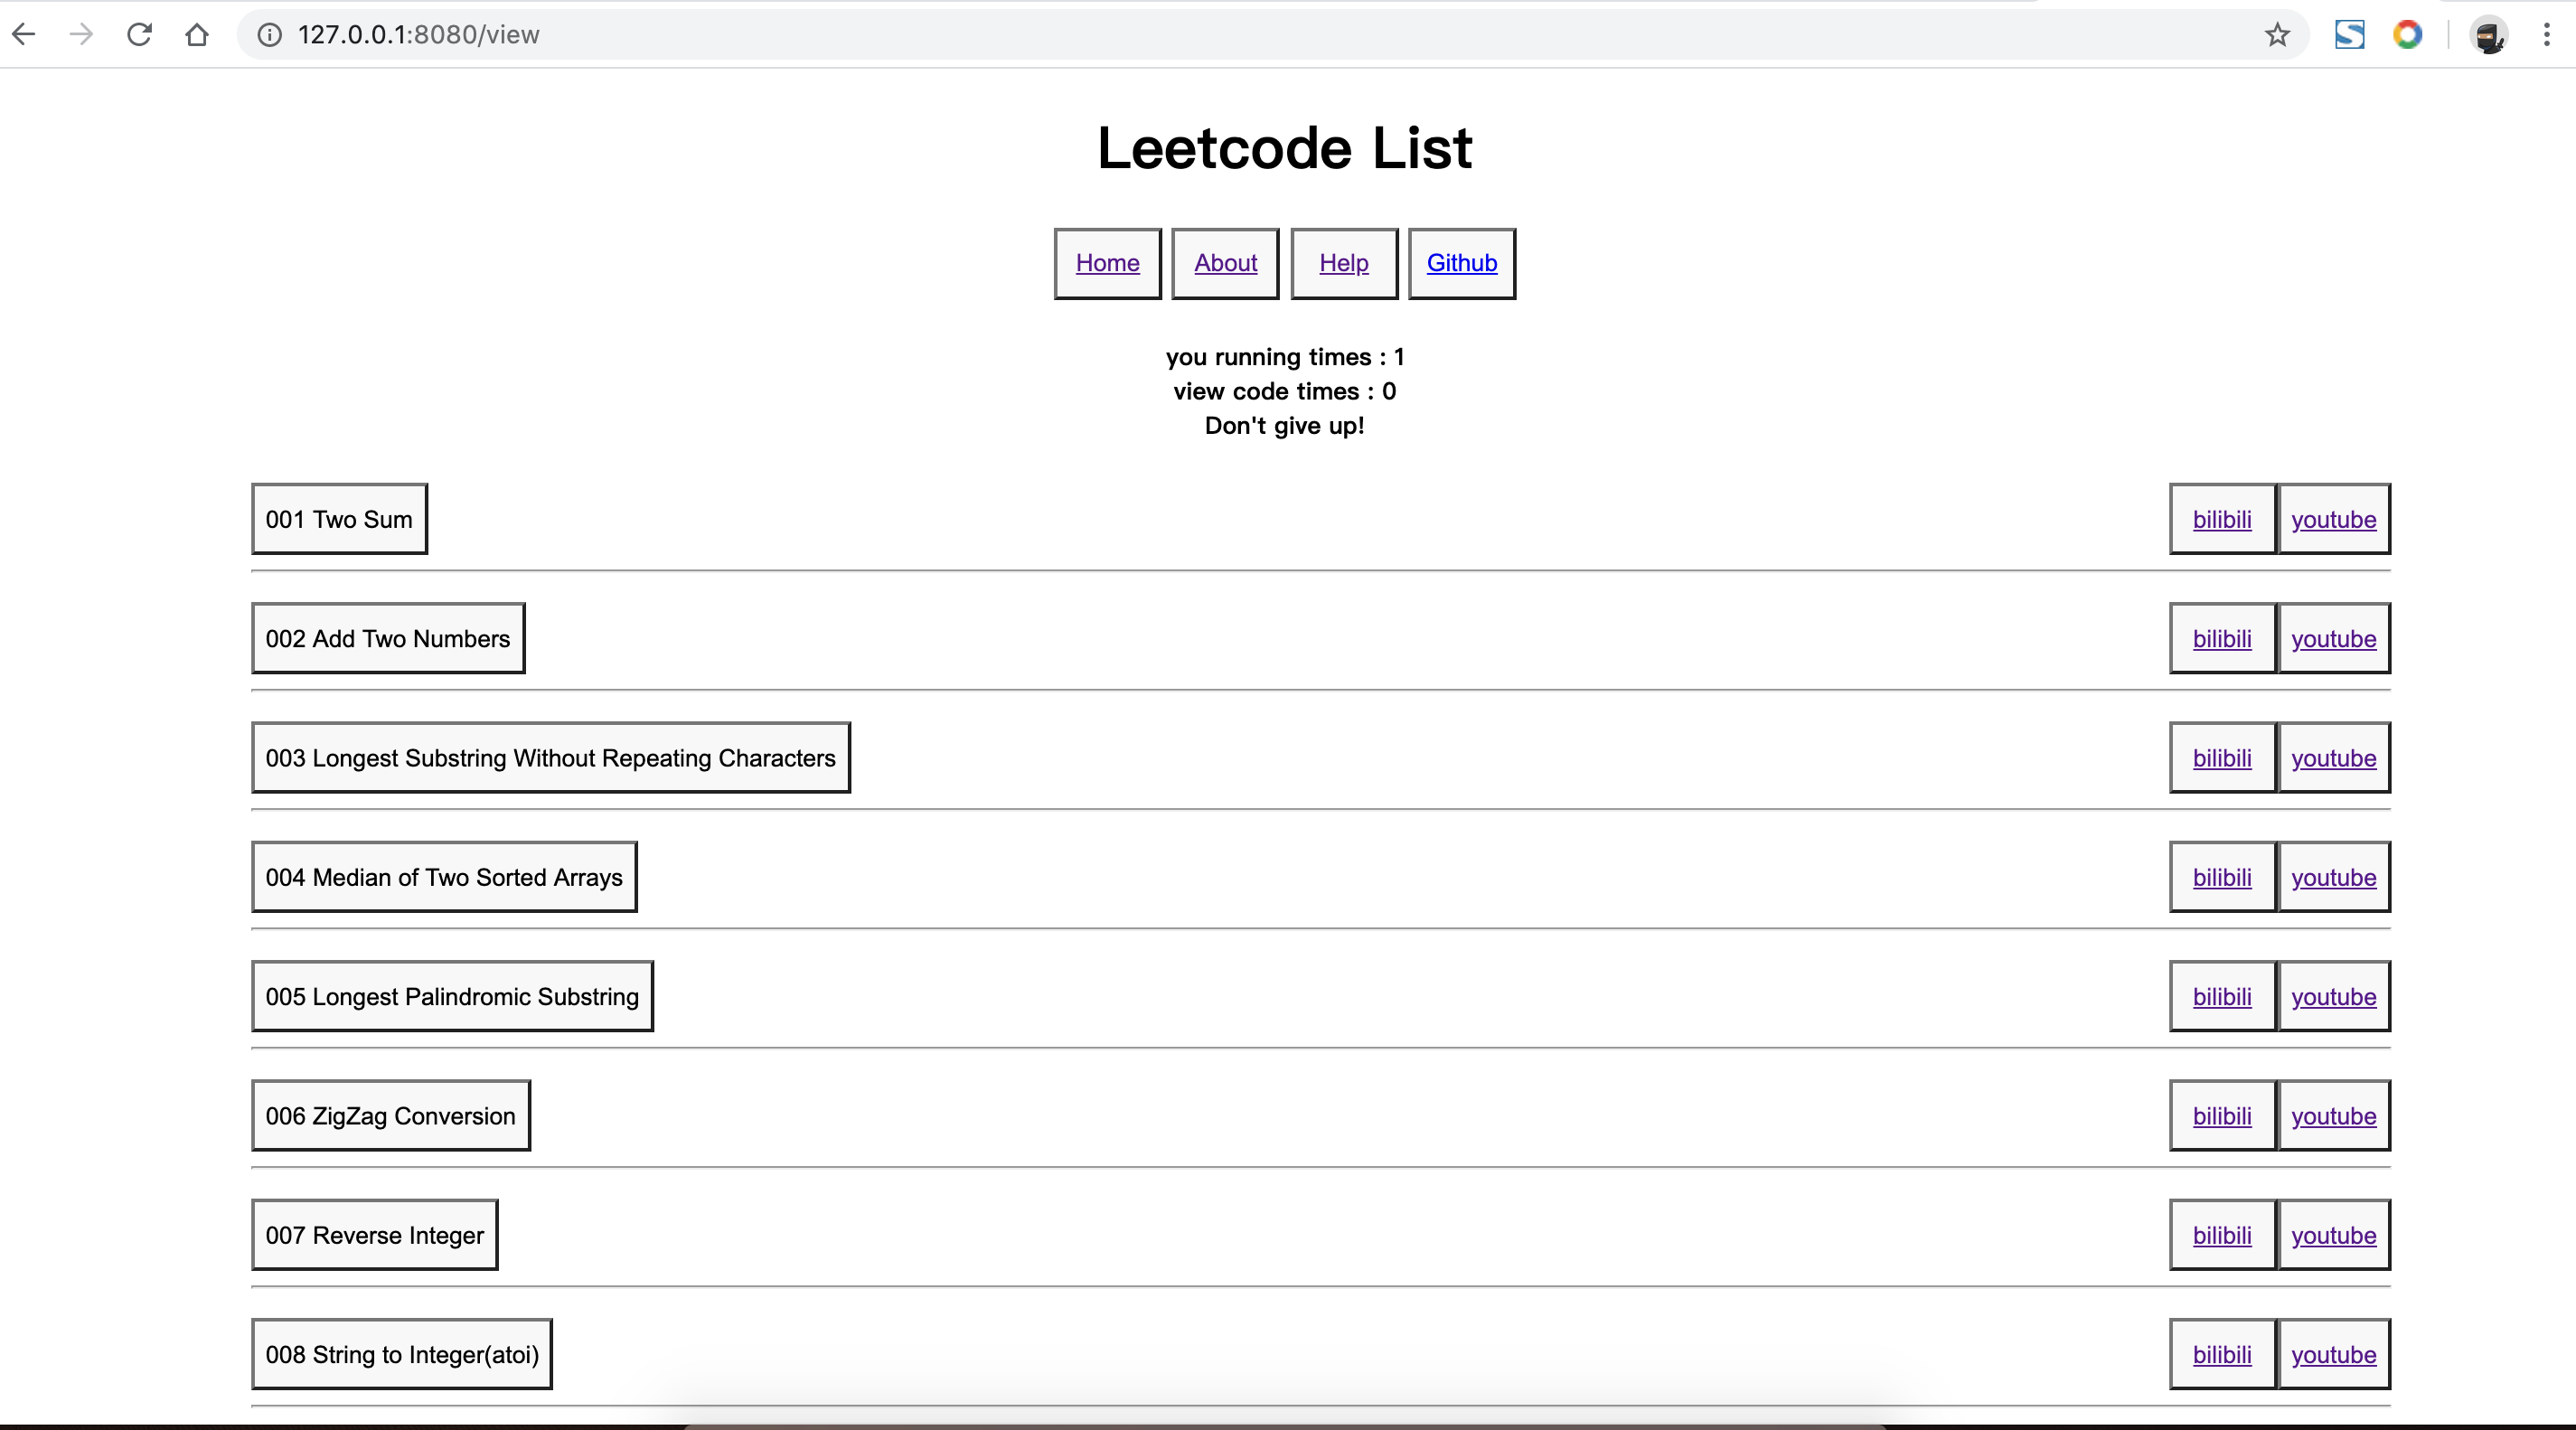 127.0.0.1:8080/view
Leetcode List
Home About Help Github
you running times : 1
view code times : 0
Don't give up!
001 Two Sum bilibili youtube
002 Add Two Numbers bilibili youtube
003 Longest Substring Without Repeating Characters bilibili youtube
004 Median of Two Sorted Arrays bilibili youtube
005 Longest Palindromic Substring bilibili youtube
006 ZigZag Conversion bilibili youtube
007 Reverse Integer bilibili youtube
008 String to Integer(atoi) bilibili youtube